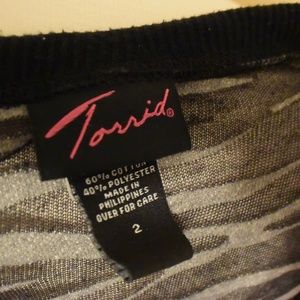 Torrid®
60% COTTON
40% POLYESTER
MADE IN
PHILIPPINES
OVER FOR CARE
2